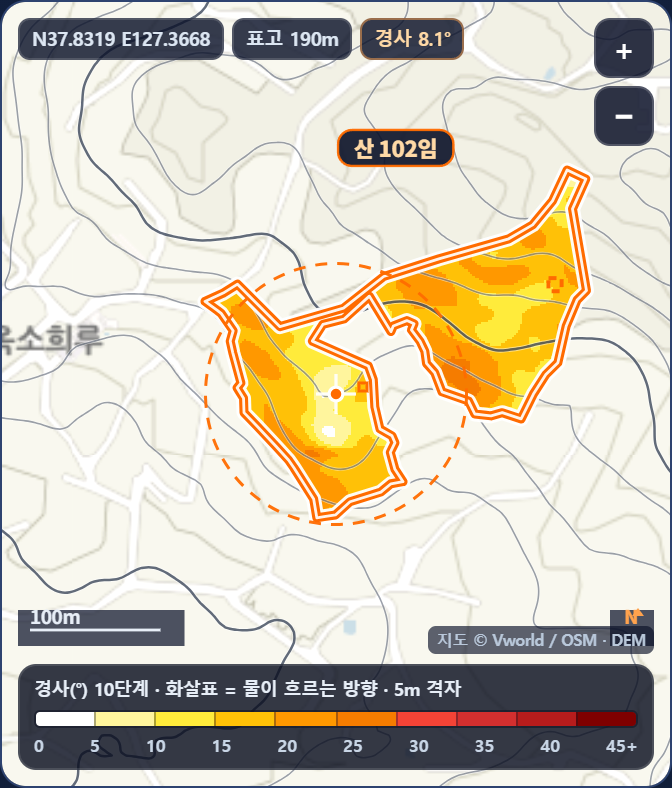 N37.8319 E127.3668
표고 190m
경사 8.1°
+
−
산 102임
옥소희루
100m
N
지도 © Vworld / OSM · DEM
경사(°) 10단계 · 화살표 = 물이 흐르는 방향 · 5m 격자
0 5 10 15 20 25 30 35 40 45+